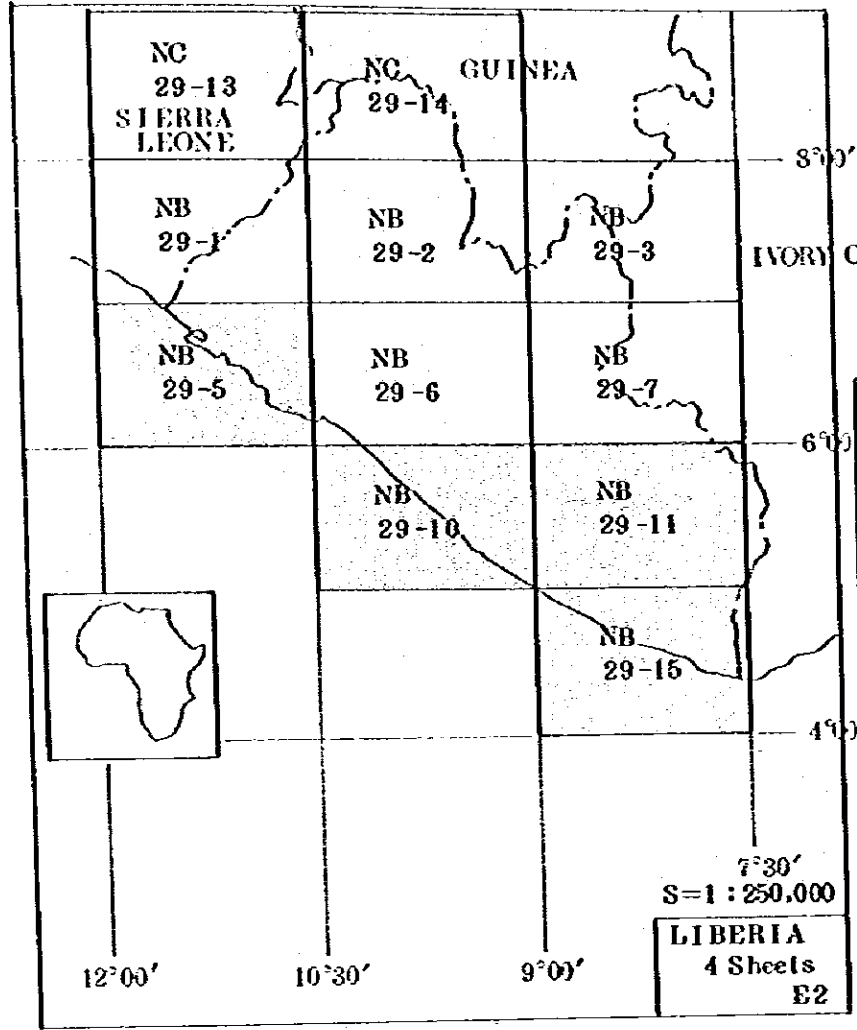 NC
29-13
SIERRA
LEONE
NC
29-14
GUINEA
8°00′
NB
29-1
NB
29-2
NB
29-3
IVORY C
NB
29-5
NB
29-6
NB
29-7
6°00
NB
29-10
NB
29-11
NB
29-15
4°00
7°30′
S=1:250,000
12°00′
10°30′
9°00′
LIBERIA
4 Sheets
E2